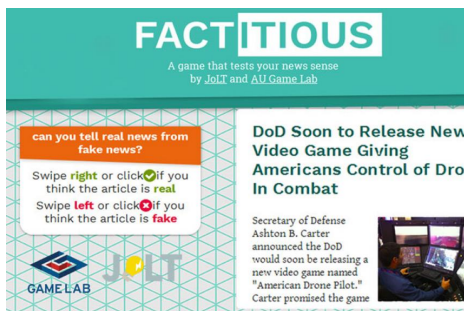 FACTITIOUS
A game that tests your news sense
by JoLT and AU Game Lab
can you tell real news from
fake news?
Swipe right or click if you
think the article is real
Swipe left or click if you
think the article is fake
GAME LAB
JOLT
DoD Soon to Release New
Video Game Giving
Americans Control of Dro
In Combat
Secretary of Defense
Ashton B. Carter
announced the DoD
would soon be releasing a
new video game named
"American Drone Pilot."
Carter promised the game